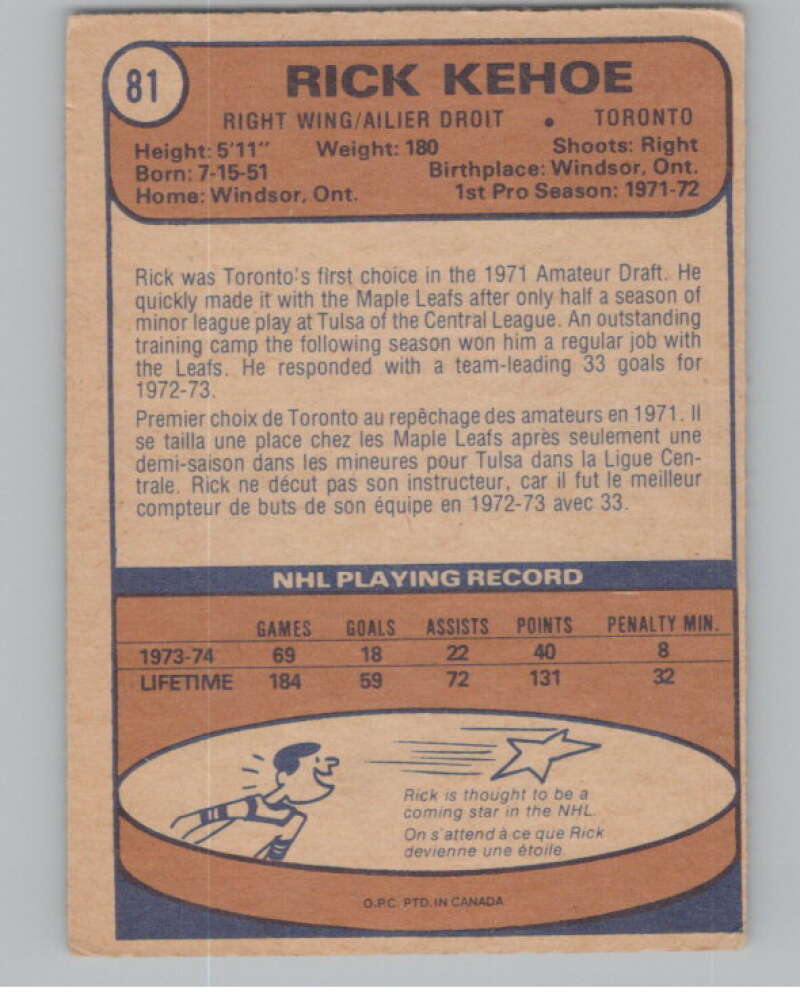 81
RICK KEHOE
RIGHT WING/AILIER DROIT • TORONTO
Height: 5'11" Weight: 180 Shoots: Right
Born: 7-15-51 Birthplace: Windsor, Ont.
Home: Windsor, Ont. 1st Pro Season: 1971-72
Rick was Toronto's first choice in the 1971 Amateur Draft. He
quickly made it with the Maple Leafs after only half a season of
minor league play at Tulsa of the Central League. An outstanding
training camp the following season won him a regular job with
the Leafs. He responded with a team-leading 33 goals for
1972-73.
Premier choix de Toronto au repêchage des amateurs en 1971. Il
se tailla une place chez les Maple Leafs après seulement une
demi-saison dans les mineures pour Tulsa dans la Ligue Cen-
trale. Rick ne décut pas son instructeur, car il fut le meilleur
compteur de buts de son équipe en 1972-73 avec 33.
NHL PLAYING RECORD
GAMES GOALS ASSISTS POINTS PENALTY MIN.
1973-74 69 18 22 40 8
LIFETIME 184 59 72 131 32
Rick is thought to be a
coming star in the NHL.
On s'attend à ce que Rick
devienne une étoile.
O.P.C. PTD. IN CANADA